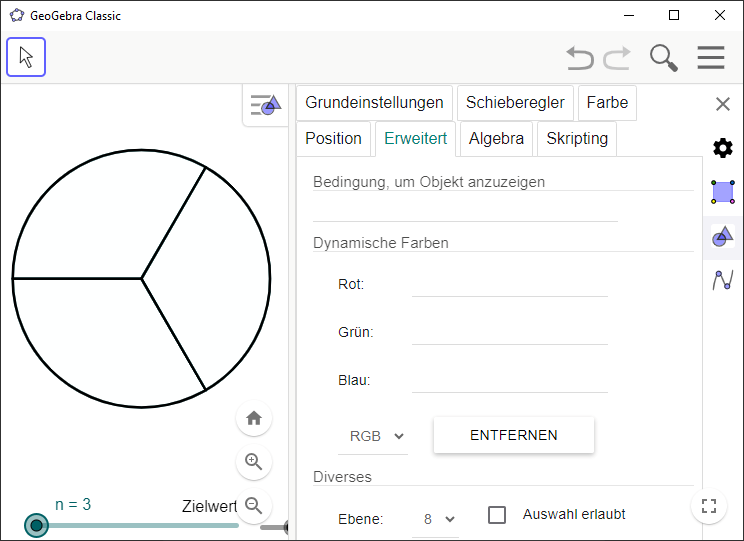 GeoGebra Classic
Grundeinstellungen Schieberegler Farbe
Position Erweitert Algebra Skripting
Bedingung, um Objekt anzuzeigen
Dynamische Farben
Rot:
Grün:
Blau:
RGB ENTFERNEN
Diverses
Ebene: 8 Auswahl erlaubt
n = 3 Zielwert